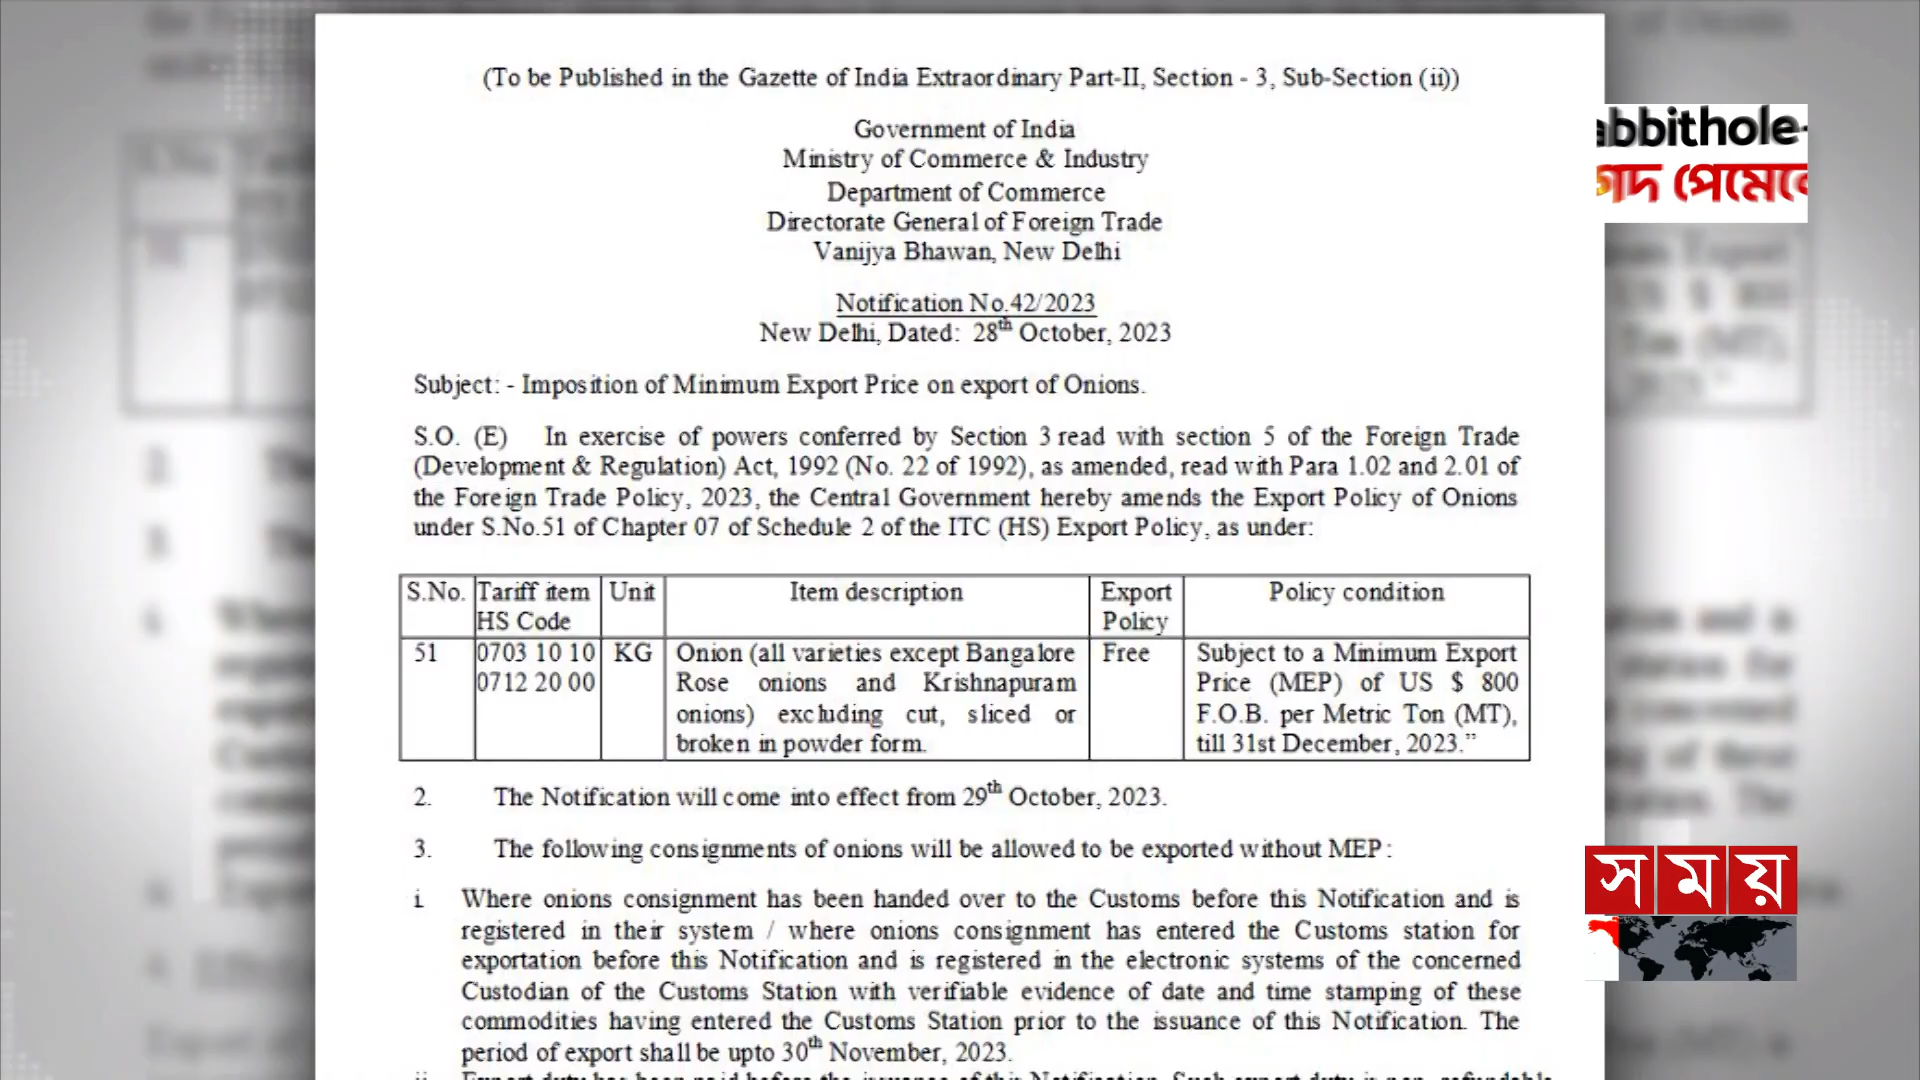 (To be Published in the Gazette of India Extraordinary Part-II, Section - 3, Sub-Section (ii))
Government of India
Ministry of Commerce & Industry
Department of Commerce
Directorate General of Foreign Trade
Vanijya Bhawan, New Delhi
Notification No.42/2023
New Delhi, Dated: 28th October, 2023
Subject: - Imposition of Minimum Export Price on export of Onions.
S.O. (E) In exercise of powers conferred by Section 3 read with section 5 of the Foreign Trade
(Development & Regulation) Act, 1992 (No. 22 of 1992), as amended, read with Para 1.02 and 2.01 of
the Foreign Trade Policy, 2023, the Central Government hereby amends the Export Policy of Onions
under S.No.51 of Chapter 07 of Schedule 2 of the ITC (HS) Export Policy, as under:
S.No. Tariff item HS Code Unit Item description Export Policy Policy condition
51 0703 10 10 KG Onion (all varieties except Bangalore Free Subject to a Minimum Export
0712 20 00 Rose onions and Krishnapuram Price (MEP) of US $ 800
onions) excluding cut, sliced or F.O.B. per Metric Ton (MT),
broken in powder form. till 31st December, 2023.”
2. The Notification will come into effect from 29th October, 2023.
3. The following consignments of onions will be allowed to be exported without MEP:
i Where onions consignment has been handed over to the Customs before this Notification and is
registered in their system / where onions consignment has entered the Customs station for
exportation before this Notification and is registered in the electronic systems of the concerned
Custodian of the Customs Station with verifiable evidence of date and time stamping of these
commodities having entered the Customs Station prior to the issuance of this Notification. The
period of export shall be upto 30th November, 2023.
abbithole
গদ পেমেন্ট
সময়